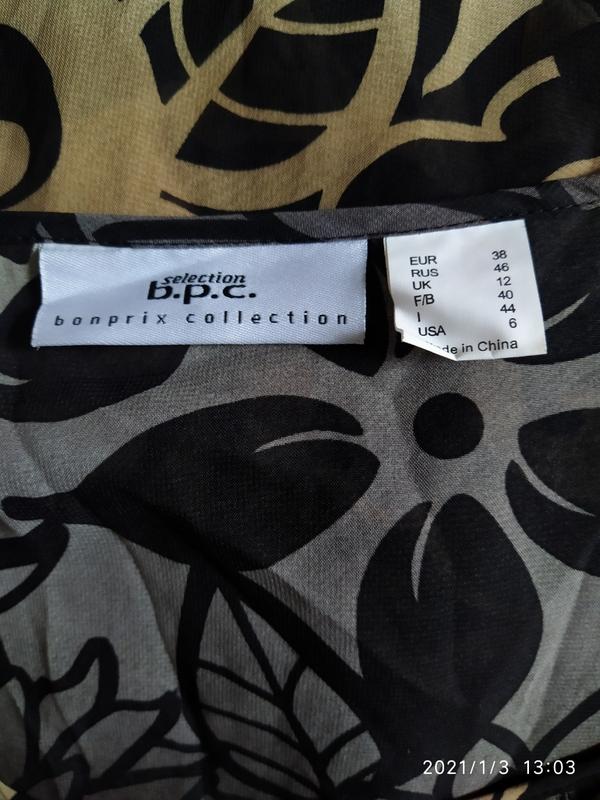 selection
b.p.c.
bonprix collection
EUR 38
RUS 46
UK 12
F/B 40
I 44
USA 6
de in China
2021/1/3 13:03